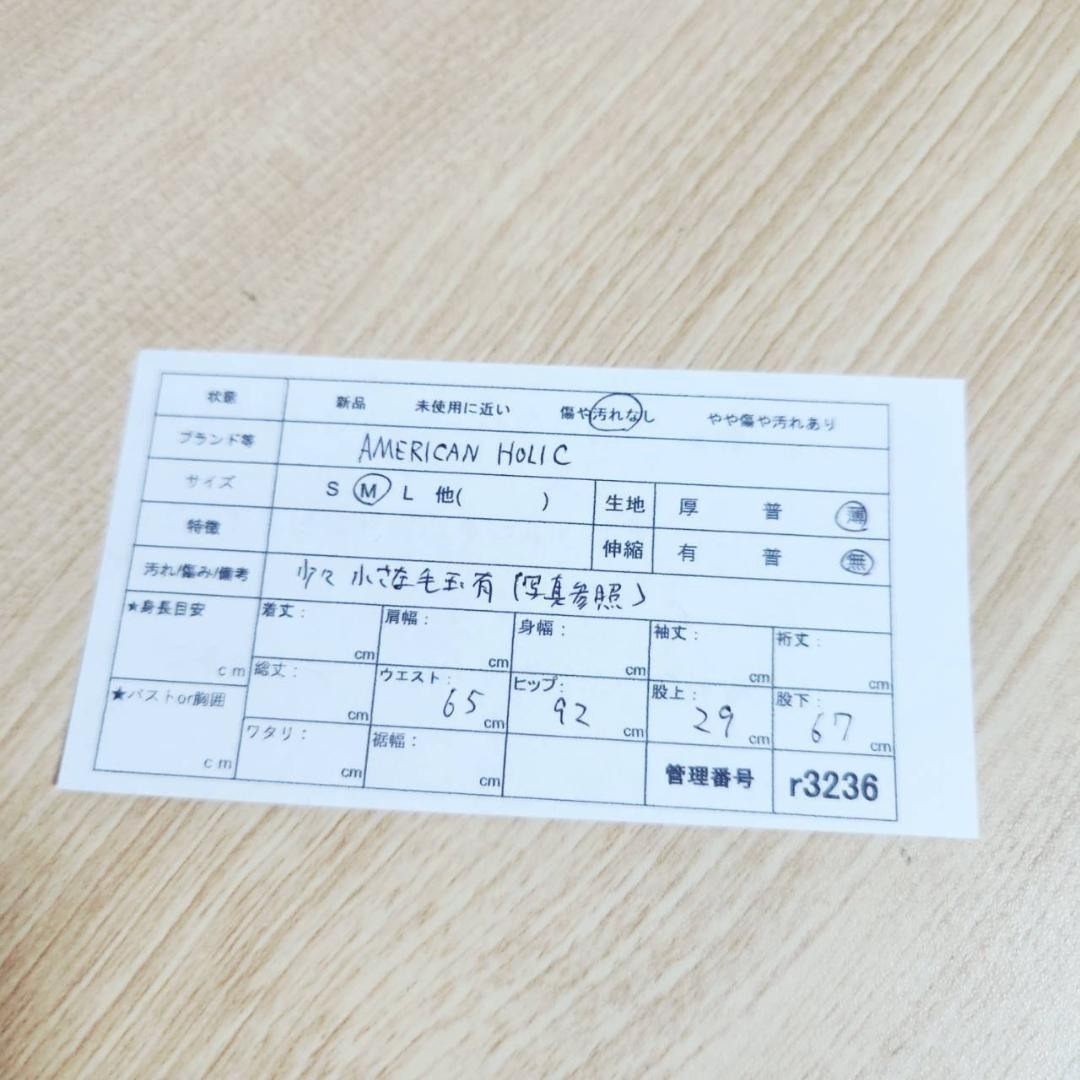 状態 新品 未使用に近い 傷や汚れなし やや傷や汚れあり
ブランド等 AMERICAN HOLIC
サイズ S M L 他( ) 生地 厚 普 薄
特徴 伸縮 有 普 無
汚れ/傷み/備考 少々小さな毛玉有(写真参照)
★身長目安 cm 着丈: cm 肩幅: cm 身幅: cm 袖丈: cm 裄丈: cm
総丈: cm ウエスト: 65 cm ヒップ: 92 cm 股上: 29 cm 股下: 67 cm
★バストor胸囲 cm ワタリ: cm 裾幅: cm 管理番号 r3236